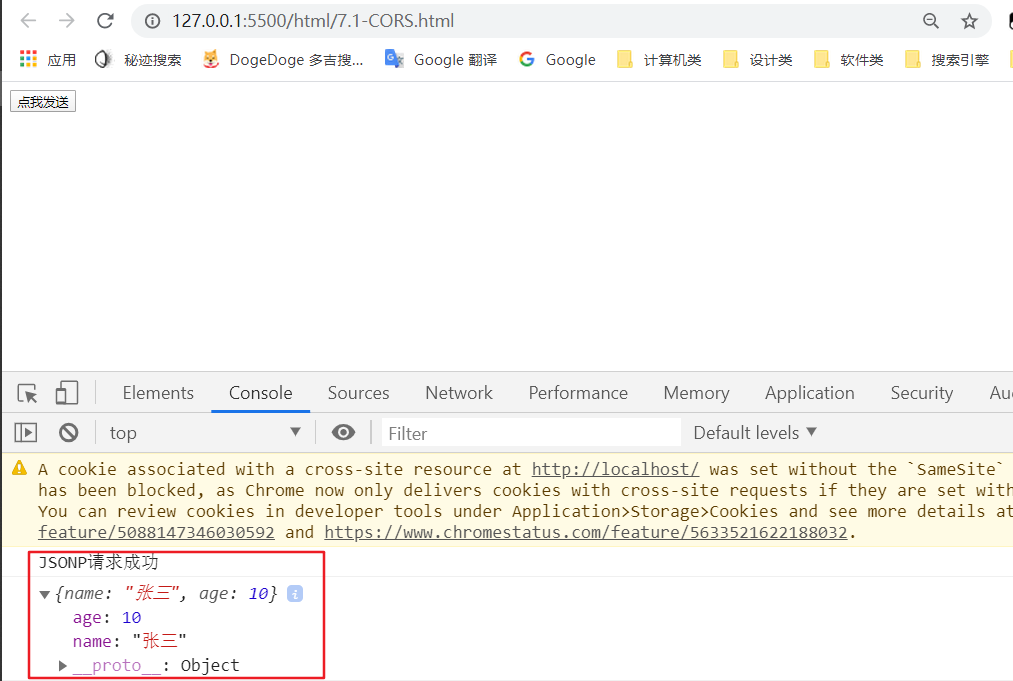 127.0.0.1:5500/html/7.1-CORS.html
应用 秘迹搜索 DogeDoge 多吉搜... Google 翻译 Google 计算机类 设计类 软件类 搜索引擎
点我发送
Elements Console Sources Network Performance Memory Application Security Au
top Filter Default levels
A cookie associated with a cross-site resource at http://localhost/ was set without the `SameSite`
has been blocked, as Chrome now only delivers cookies with cross-site requests if they are set with
You can review cookies in developer tools under Application>Storage>Cookies and see more details at
feature/5088147346030592 and https://www.chromestatus.com/feature/5633521622188032.
JSONP请求成功
{name: "张三", age: 10} i
age: 10
name: "张三"
__proto__: Object